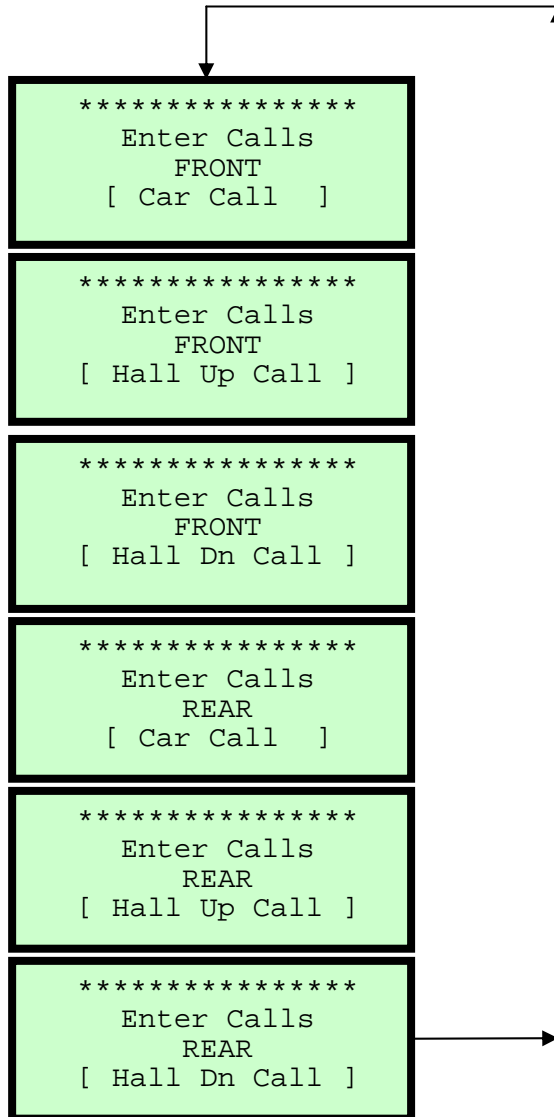 ****************
Enter Calls
FRONT
[ Car Call  ]
****************
Enter Calls
FRONT
[ Hall Up Call ]
****************
Enter Calls
FRONT
[ Hall Dn Call ]
****************
Enter Calls
REAR
[ Car Call  ]
****************
Enter Calls
REAR
[ Hall Up Call ]
****************
Enter Calls
REAR
[ Hall Dn Call ]